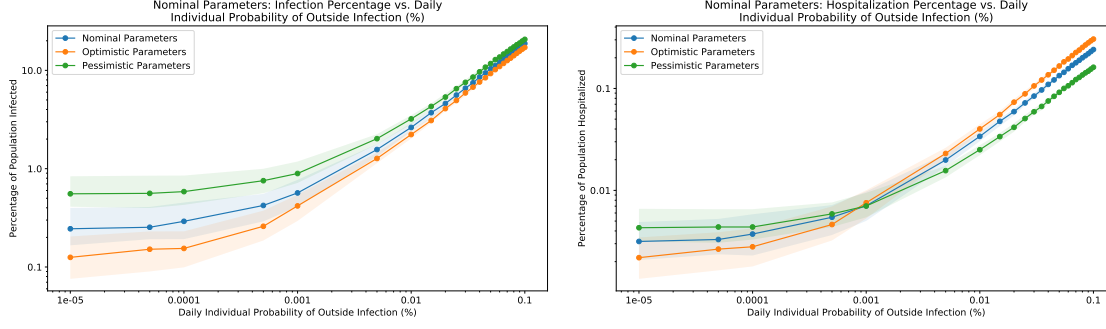 Nominal Parameters: Infection Percentage vs. Daily
Individual Probability of Outside Infection (%)
Nominal Parameters
Optimistic Parameters
Pessimistic Parameters
Percentage of Population Infected
10.0
1.0
0.1
1e-05
0.0001
0.001
0.01
0.1
Daily Individual Probability of Outside Infection (%)
Nominal Parameters: Hospitalization Percentage vs. Daily
Individual Probability of Outside Infection (%)
Nominal Parameters
Optimistic Parameters
Pessimistic Parameters
Percentage of Population Hospitalized
0.1
0.01
1e-05
0.0001
0.001
0.01
0.1
Daily Individual Probability of Outside Infection (%)